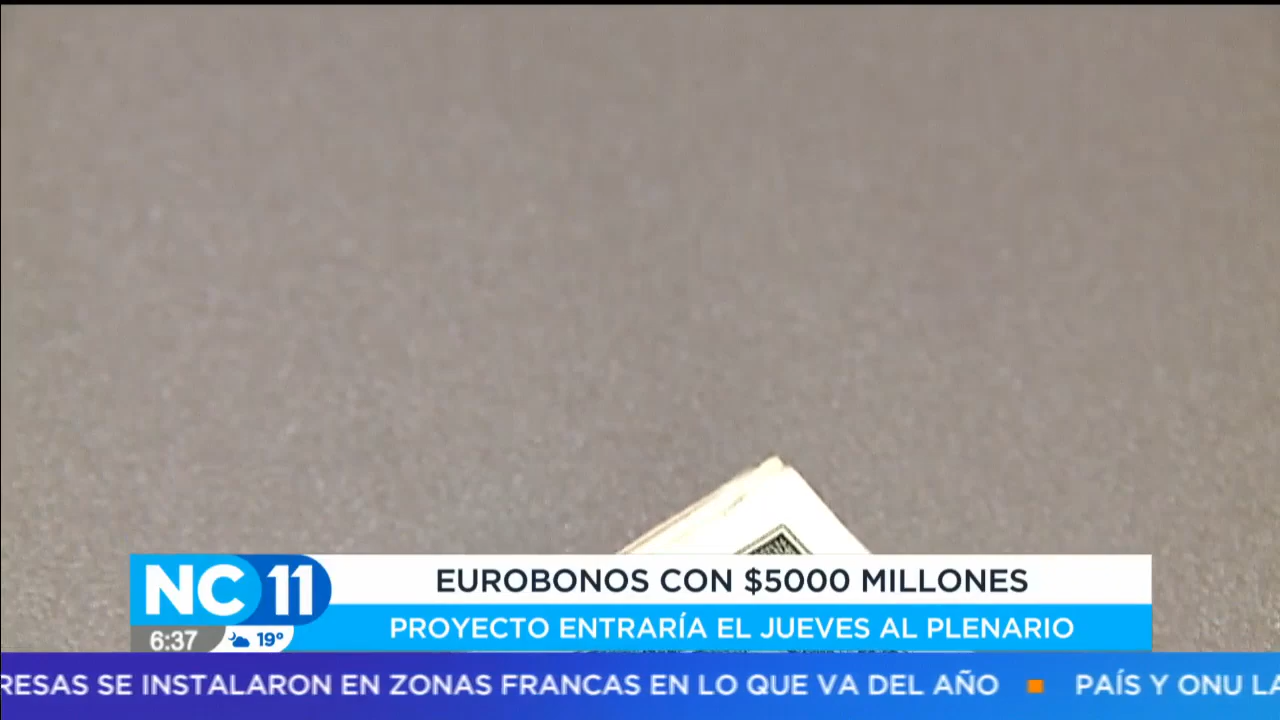 EUROBONOS CON $5000 MILLONES
NC 11
PROYECTO ENTRARÍA EL JUEVES AL PLENARIO
6:37 19°
RESAS SE INSTALARON EN ZONAS FRANCAS EN LO QUE VA DEL AÑO PAÍS Y ONU LA